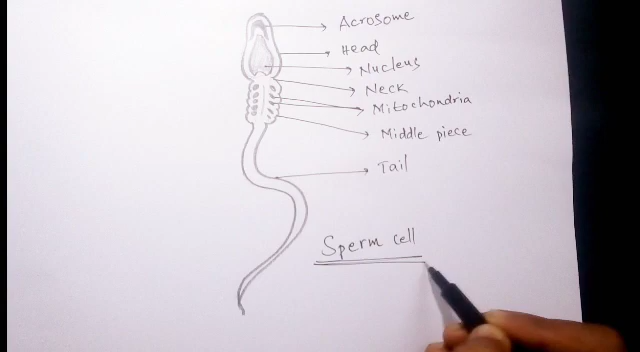 Acrosome
Head
Nucleus
Neck
Mitochondria
Middle piece
Tail
Sperm cell